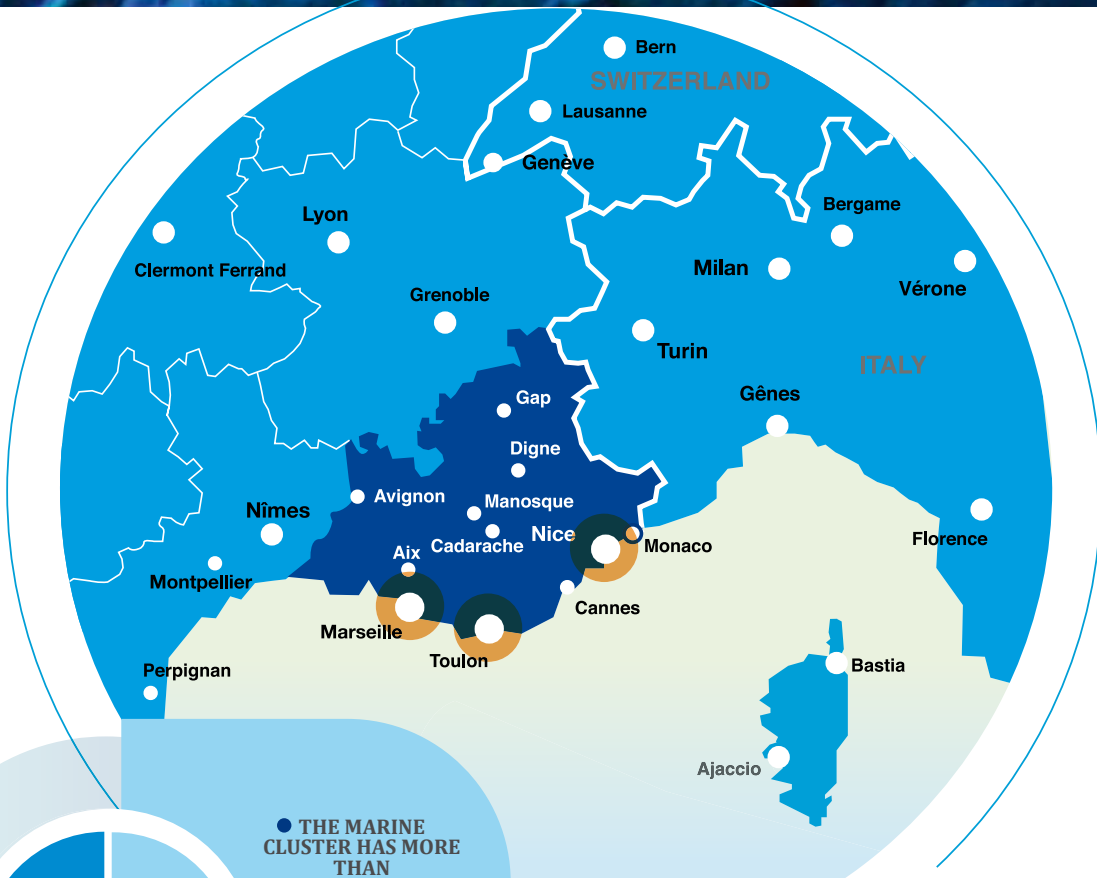 Bern
SWITZERLAND
Lausanne
Genève
Bergame
Lyon
Clermont Ferrand
Milan
Vérone
Grenoble
Turin
ITALY
Gênes
Gap
Digne
Avignon
Manosque
Nîmes
Nice
Cadarache
Monaco
Florence
Aix
Montpellier
Cannes
Marseille
Toulon
Perpignan
Bastia
Ajaccio
● THE MARINE
CLUSTER HAS MORE
THAN